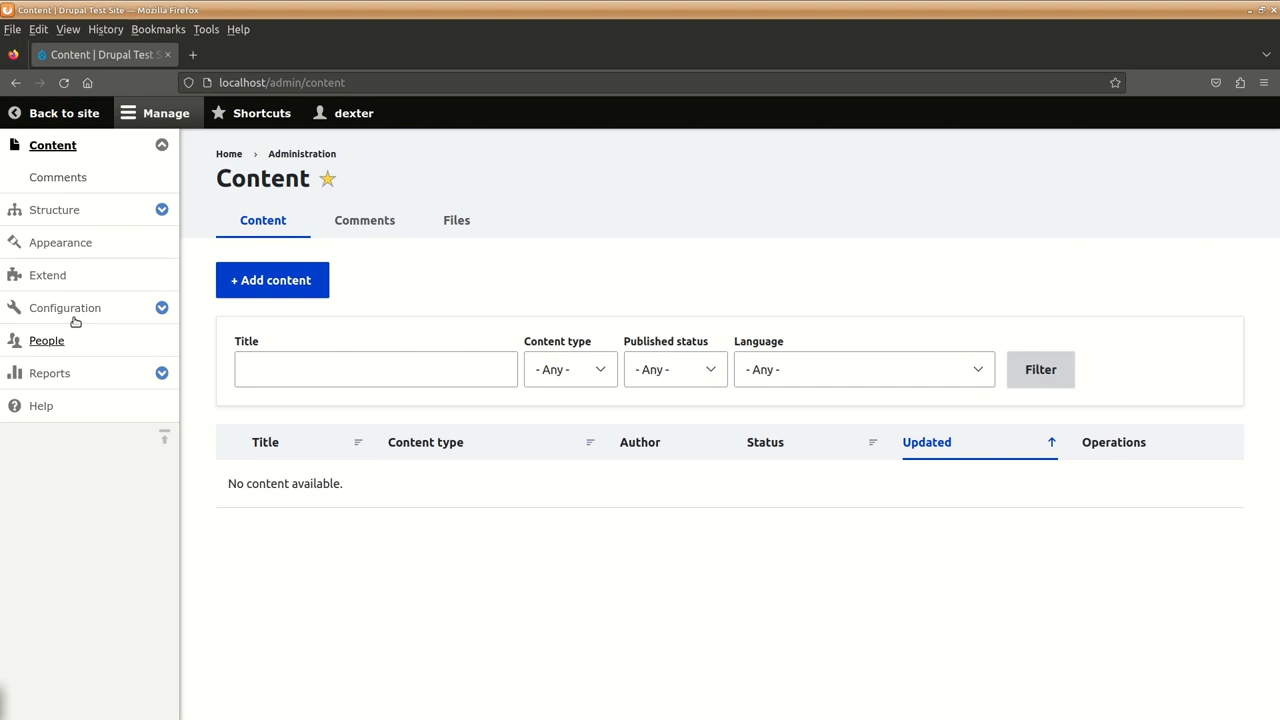 Content | Drupal Test Site — Mozilla Firefox
File Edit View History Bookmarks Tools Help
Content | Drupal Test S
localhost/admin/content
Back to site Manage Shortcuts dexter
Content
Comments
Structure
Appearance
Extend
Configuration
People
Reports
Help
Home › Administration
Content
Content Comments Files
+ Add content
Title Content type Published status Language
- Any - - Any - - Any - Filter
Title Content type Author Status Updated Operations
No content available.